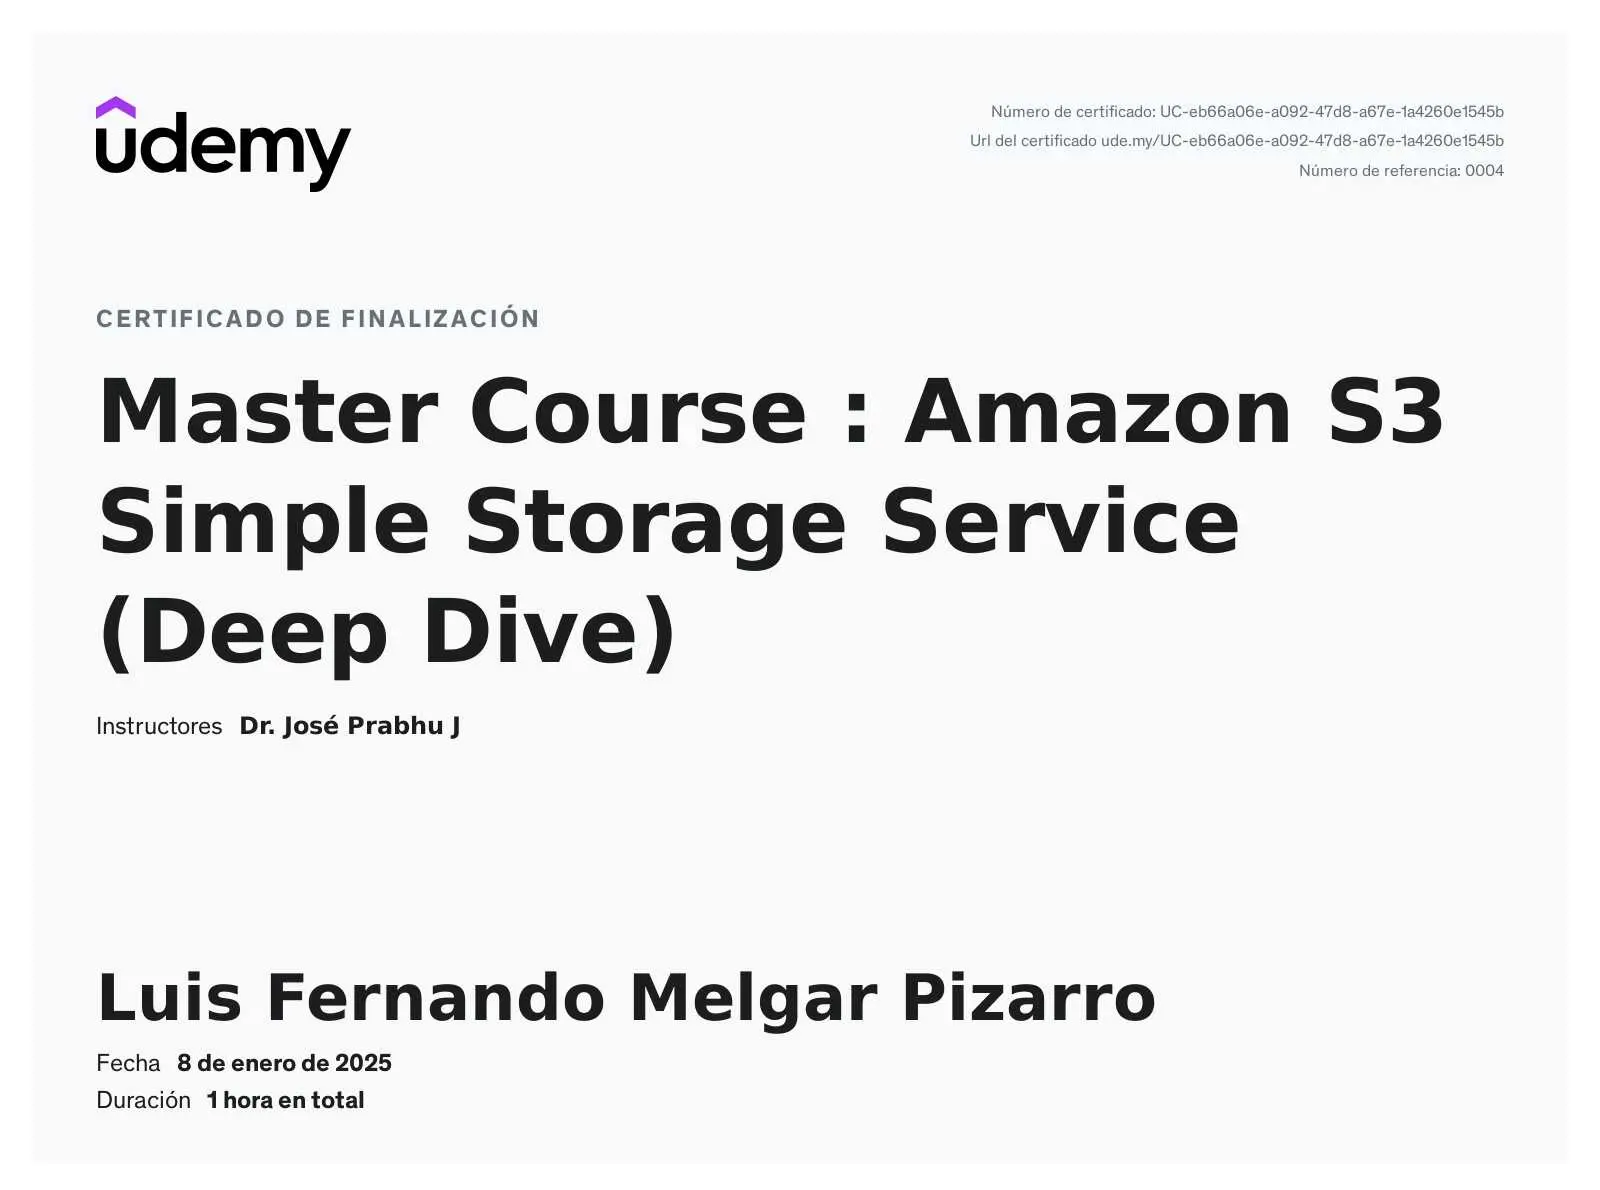 udemy
Número de certificado: UC-eb66a06e-a092-47d8-a67e-1a4260e1545b
Url del certificado ude.my/UC-eb66a06e-a092-47d8-a67e-1a4260e1545b
Número de referencia: 0004
CERTIFICADO DE FINALIZACIÓN
Master Course : Amazon S3
Simple Storage Service
(Deep Dive)
Instructores Dr. José Prabhu J
Luis Fernando Melgar Pizarro
Fecha 8 de enero de 2025
Duración 1 hora en total